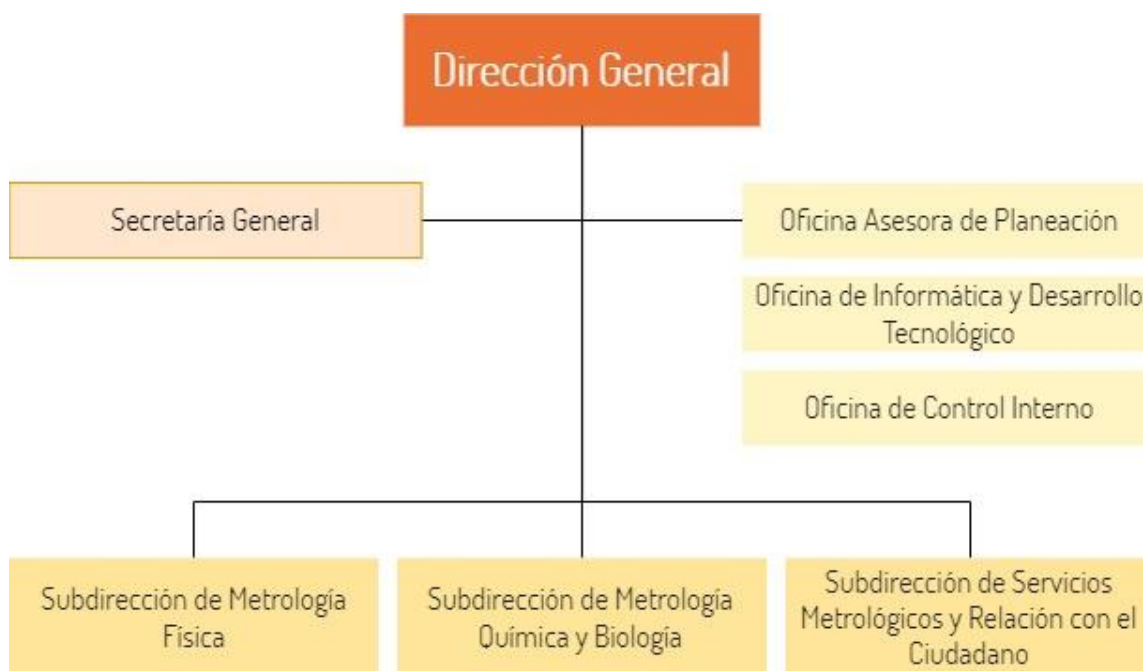 Dirección General
Secretaría General
Oficina Asesora de Planeación
Oficina de Informática y Desarrollo
Tecnológico
Oficina de Control Interno
Subdirección de Metrología
Física
Subdirección de Metrología
Química y Biología
Subdirección de Servicios
Metrológicos y Relación con el
Ciudadano